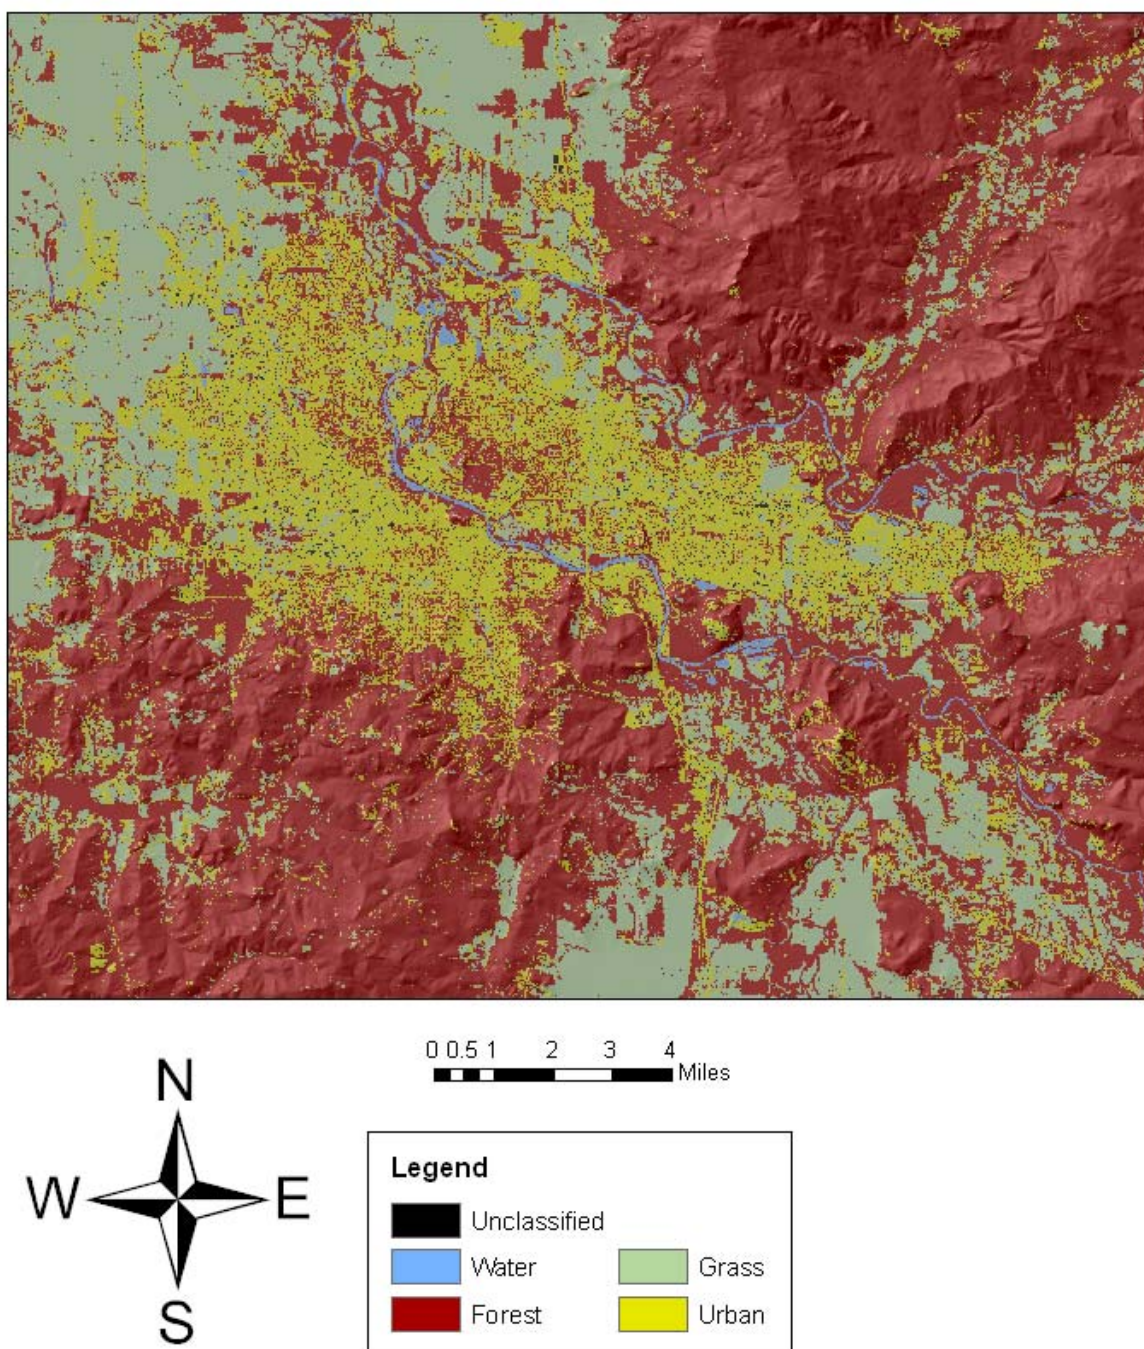 0 0.5 1 2 3 4
Miles
N
W E
S
Legend
Unclassified
Water Grass
Forest Urban